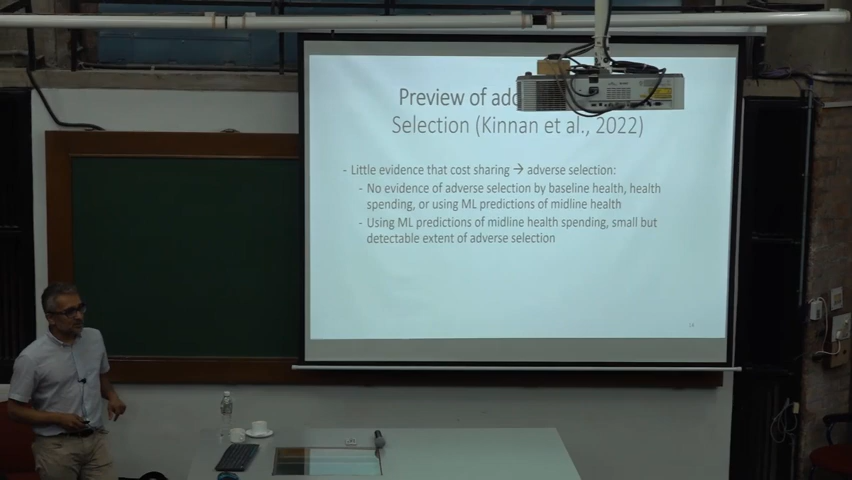 Preview of
Selection (Kinnan et al., 2022)
- Little evidence that cost sharing → adverse selection:
- No evidence of adverse selection by baseline health, health
spending, or using ML predictions of midline health
- Using ML predictions of midline health spending, small but
detectable extent of adverse selection